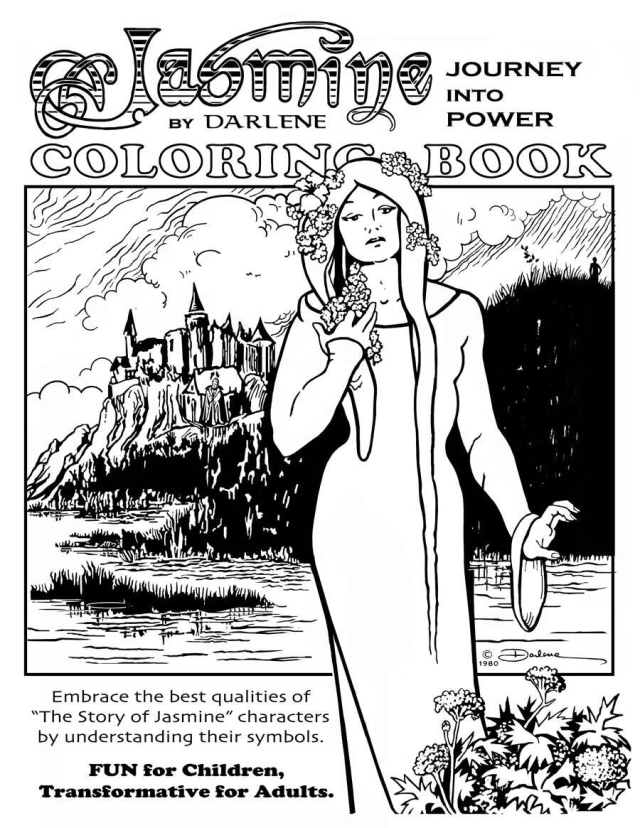 Jasmine
BY DARLENE
JOURNEY
INTO
POWER
COLORING BOOK
© Darlene
1980
Embrace the best qualities of
"The Story of Jasmine" characters
by understanding their symbols.
FUN for Children,
Transformative for Adults.